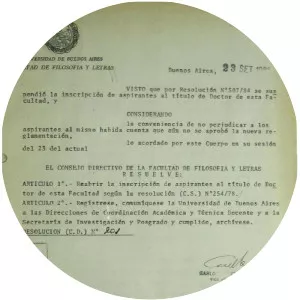 UNIVERSIDAD DE BUENOS AIRES
FACULTAD DE FILOSOFIA Y LETRAS
Buenos Aires, 23 SET
VISTO que por Resolución N°587/84 se sus
pendió la inscripción de aspirantes al título de Doctor de esta Fa
cultad, y
CONSIDERANDO
la conveniencia de no perjudicar a los
aspirantes al mismo habida cuenta que aún no se aprobó la nueva re
glamentación,
lo acordado por este Cuerpo en su sesión
del 23 del actual
EL CONSEJO DIRECTIVO DE LA FACULTAD DE FILOSOFIA Y LETRAS
R E S U E L V E :
ARTICULO 1°.- Reabrir la inscripción de aspirantes al título de Doc
tor de esta Facultad según la resolución (C.S.) N°254/78.
ARTICULO 2°.- Regístrese, comuníquese la Universidad de Buenos Aires
a las Direcciones de Coordinación Académica y Técnica Docente y a la
Secretaría de Investigación y Posgrado y cumplido, archívese.
RESOLUCION (C.D.) N°